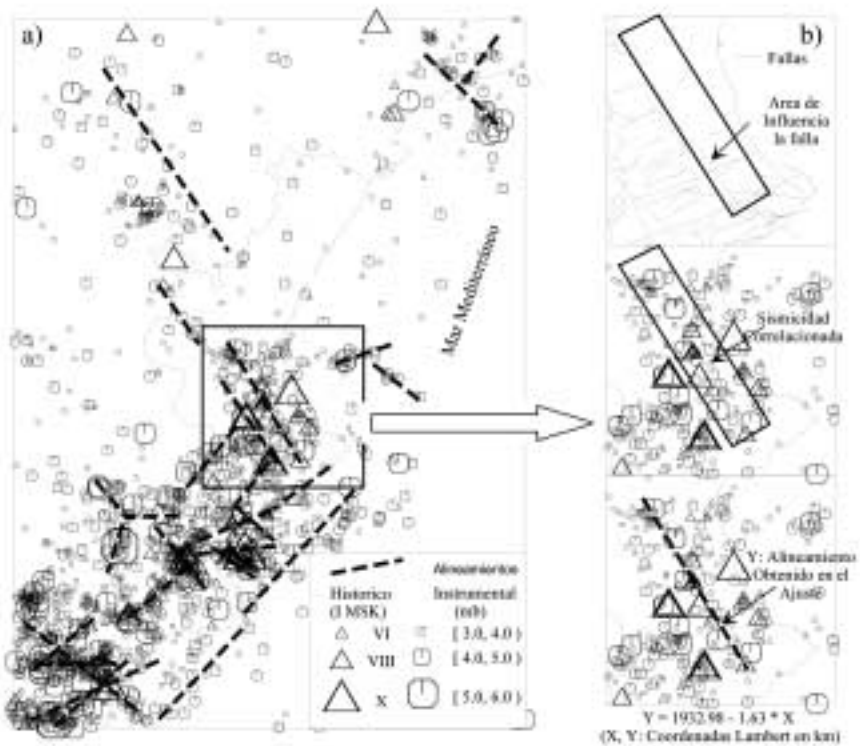 a)
Mar Mediterráneo
Alineamientos
Historico
(I MSK)
Instrumental
(mb)
VI
[ 3.0, 4.0 )
VIII
[ 4.0, 5.0 )
X
[ 5.0, 6.0 )
b)
Fallas
Area de
Influencia
la falla
Sismicidad
Correlacionada
Y: Alineamiento
Obtenido en el
Ajuste
Y = 1932.98 - 1.63 * X
(X, Y: Coordenadas Lambert en km)